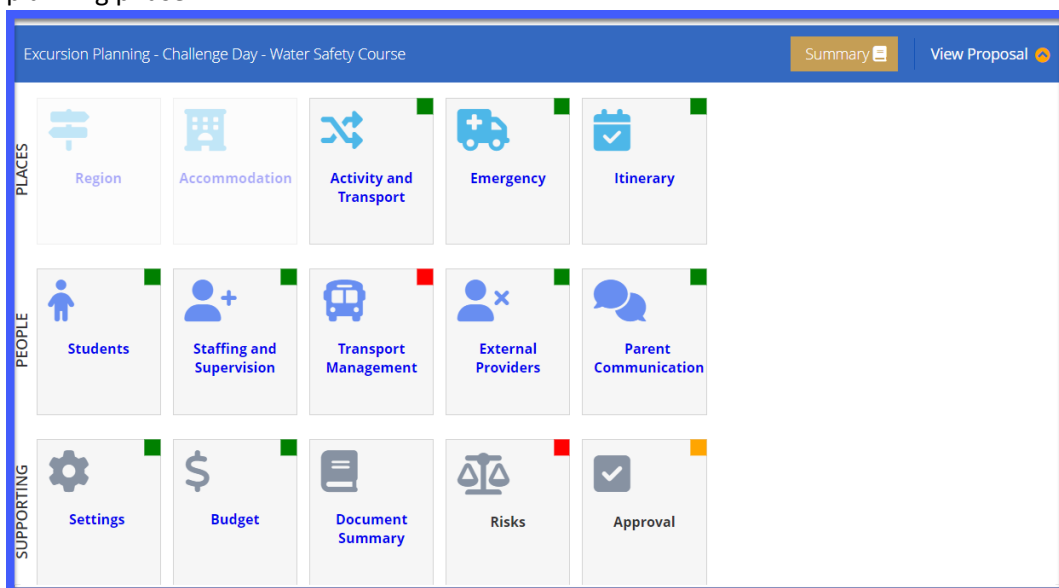 Excursion Planning - Challenge Day - Water Safety Course
Summary
View Proposal
PLACES
Region
Accommodation
Activity and
Transport
Emergency
Itinerary
PEOPLE
Students
Staffing and
Supervision
Transport
Management
External
Providers
Parent
Communication
SUPPORTING
Settings
Budget
Document
Summary
Risks
Approval